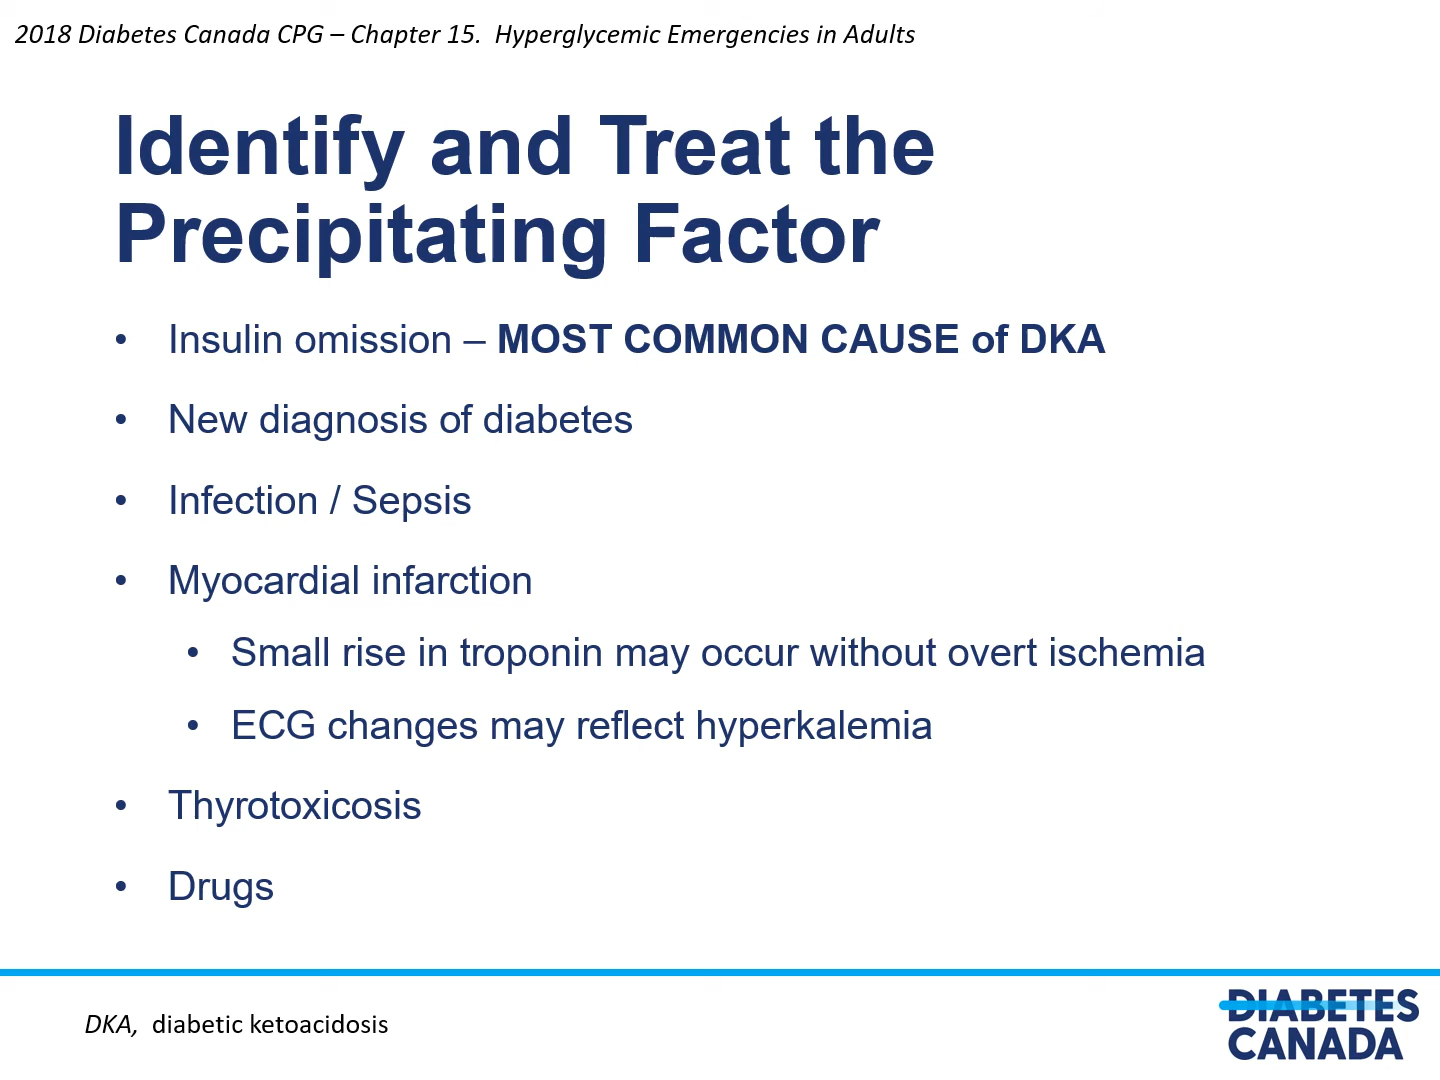 2018 Diabetes Canada CPG – Chapter 15. Hyperglycemic Emergencies in Adults
Identify and Treat the
Precipitating Factor
• Insulin omission – MOST COMMON CAUSE of DKA
• New diagnosis of diabetes
• Infection / Sepsis
• Myocardial infarction
• Small rise in troponin may occur without overt ischemia
• ECG changes may reflect hyperkalemia
• Thyrotoxicosis
• Drugs
DKA, diabetic ketoacidosis
DIABETES
CANADA